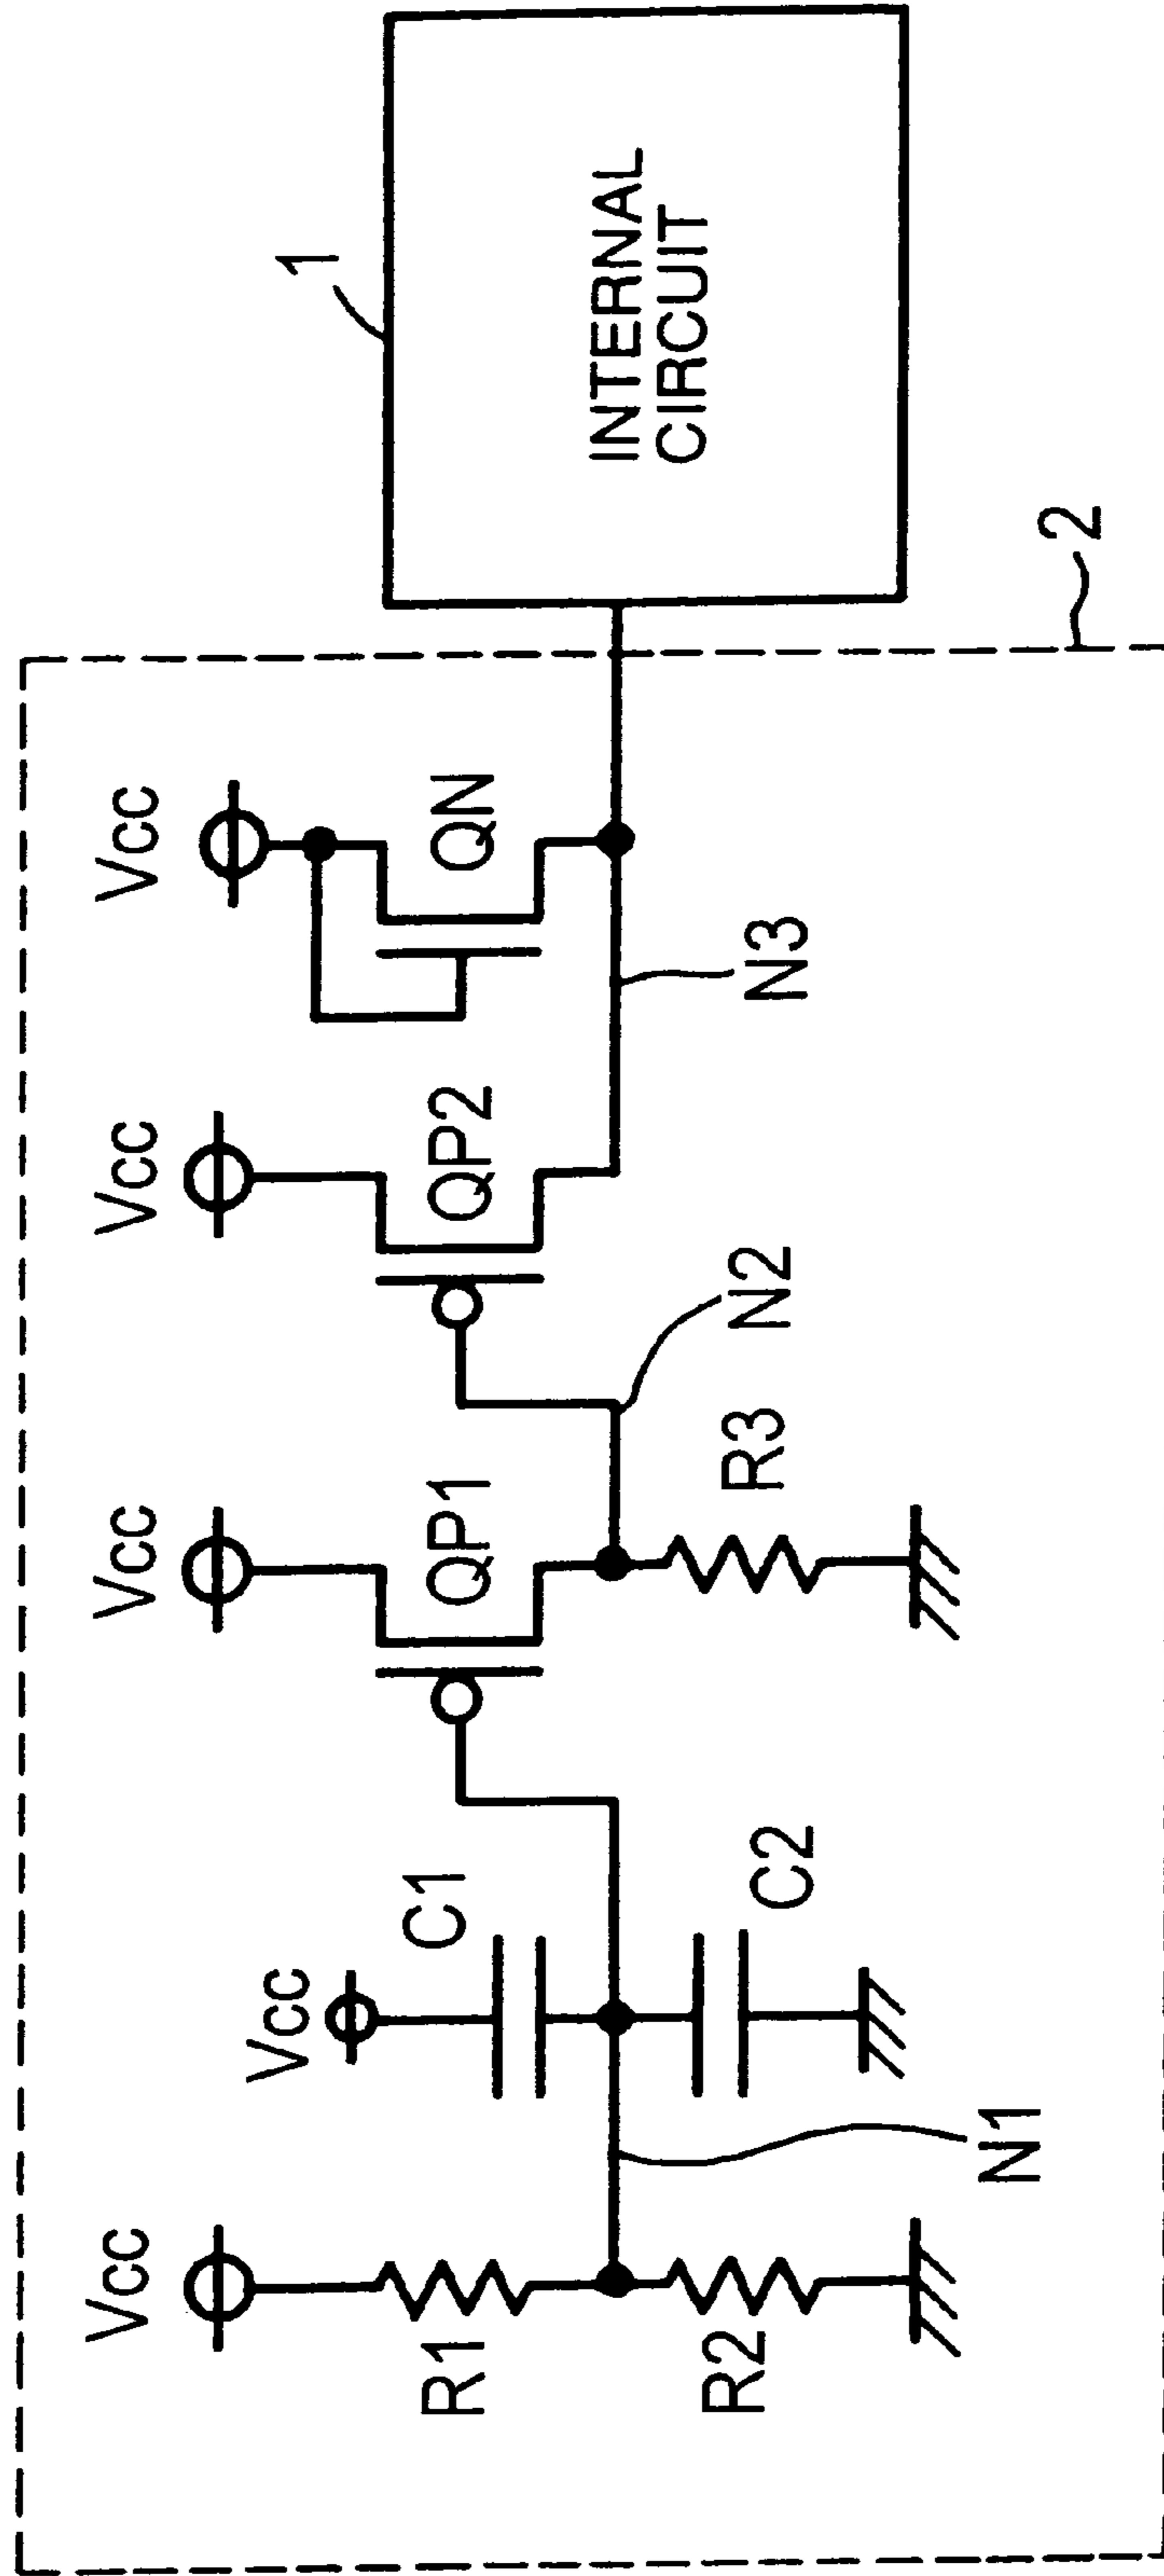 Vcc
R1
R2
N1
Vcc
C1
C2
Vcc
QP1
R3
N2
Vcc
QP2
N3
Vcc
QN
2
1
INTERNAL
CIRCUIT